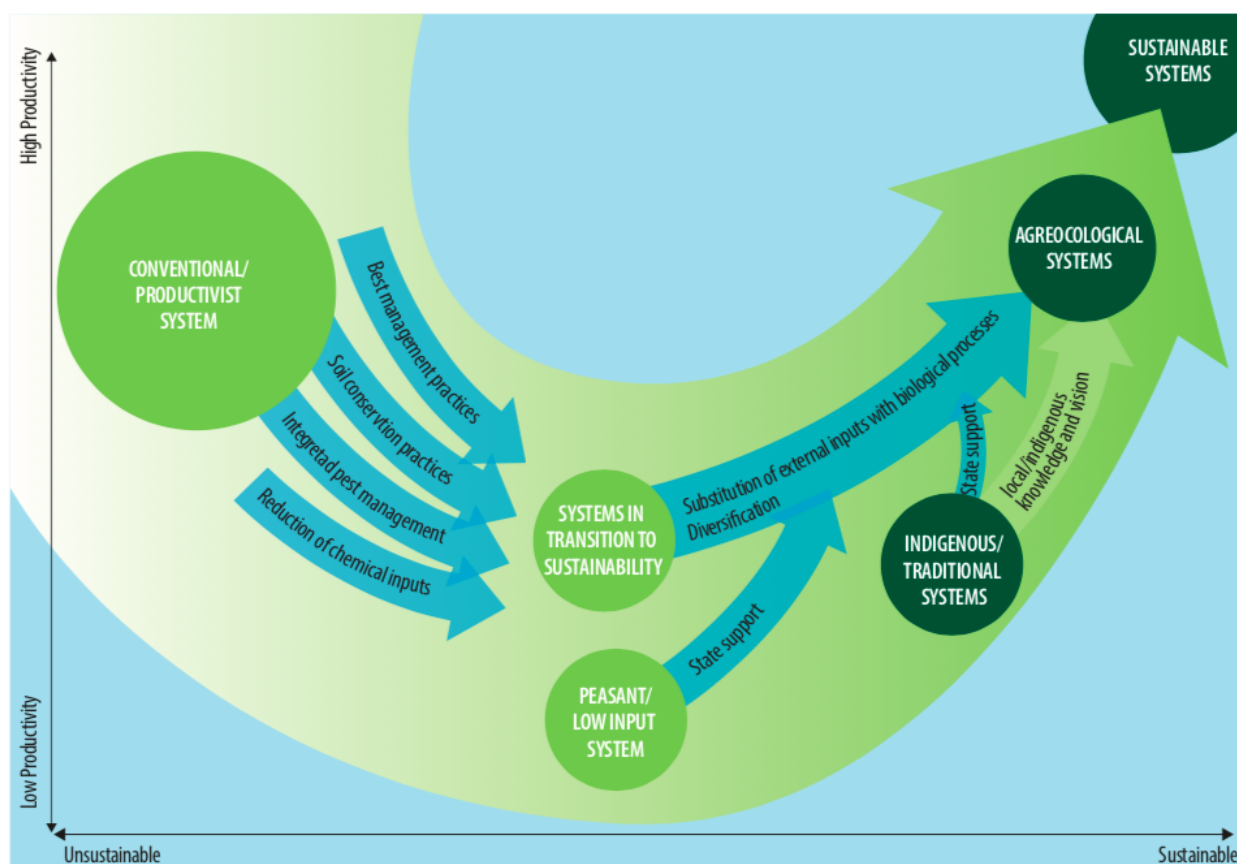 High Productivity
Low Productivity
Unsustainable
Sustainable
CONVENTIONAL/
PRODUCTIVIST
SYSTEM
Best management practices
Soil conservtion practices
Integretad pest management
Reduction of chemical inputs
SYSTEMS IN
TRANSITION TO
SUSTAINABILITY
PEASANT/
LOW INPUT
SYSTEM
State support
Substitution of external inputs with biological processes
Diversification
INDIGENOUS/
TRADITIONAL
SYSTEMS
State support
local/indigenous
knowledge and vision
AGREOCOLOGICAL
SYSTEMS
SUSTAINABLE
SYSTEMS